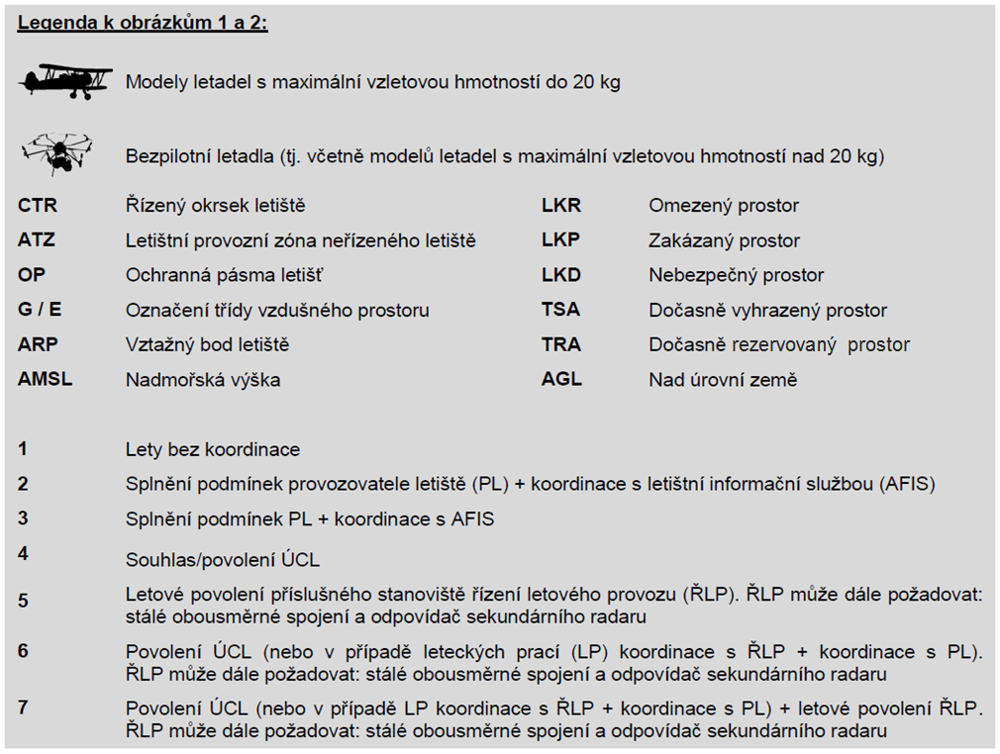 Legenda k obrázkům 1 a 2:
Modely letadel s maximální vzletovou hmotností do 20 kg
Bezpilotní letadla (tj. včetně modelů letadel s maximální vzletovou hmotností nad 20 kg)
CTR Řízený okrsek letiště LKR Omezený prostor
ATZ Letištní provozní zóna neřízeného letiště LKP Zakázaný prostor
OP Ochranná pásma letišť LKD Nebezpečný prostor
G / E Označení třídy vzdušného prostoru TSA Dočasně vyhrazený prostor
ARP Vztažný bod letiště TRA Dočasně rezervovaný prostor
AMSL Nadmořská výška AGL Nad úrovní země
1 Lety bez koordinace
2 Splnění podmínek provozovatele letiště (PL) + koordinace s letištní informační službou (AFIS)
3 Splnění podmínek PL + koordinace s AFIS
4 Souhlas/povolení ÚCL
5 Letové povolení příslušného stanoviště řízení letového provozu (ŘLP). ŘLP může dále požadovat:
stálé obousměrné spojení a odpovídač sekundárního radaru
6 Povolení ÚCL (nebo v případě leteckých prací (LP) koordinace s ŘLP + koordinace s PL).
ŘLP může dále požadovat: stálé obousměrné spojení a odpovídač sekundárního radaru
7 Povolení ÚCL (nebo v případě LP koordinace s ŘLP + koordinace s PL) + letové povolení ŘLP.
ŘLP může dále požadovat: stálé obousměrné spojení a odpovídač sekundárního radaru